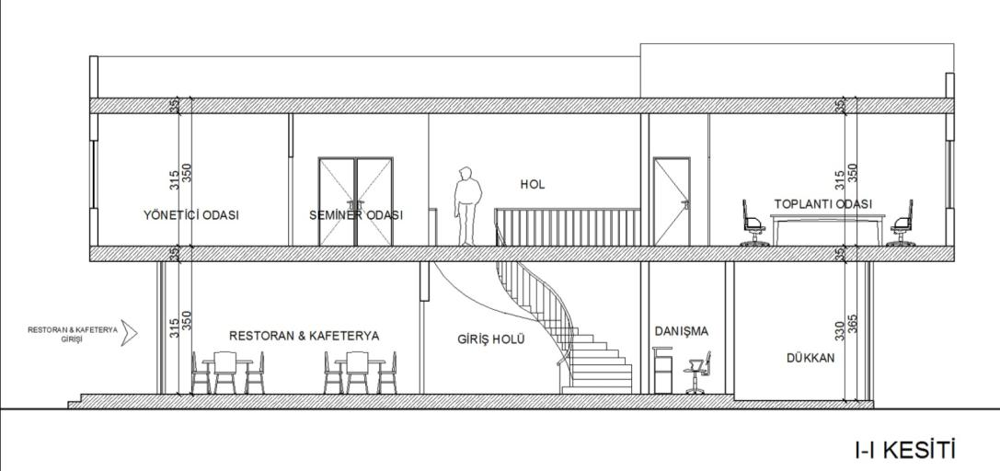 35
35
315
350
315
350
HOL
YÖNETİCİ ODASI
SEMİNER ODASI
TOPLANTI ODASI
35
35
RESTORAN & KAFETERYA
GİRİŞİ
315
350
RESTORAN & KAFETERYA
GİRİŞ HOLÜ
DANIŞMA
330
365
DÜKKAN
I-I KESİTİ